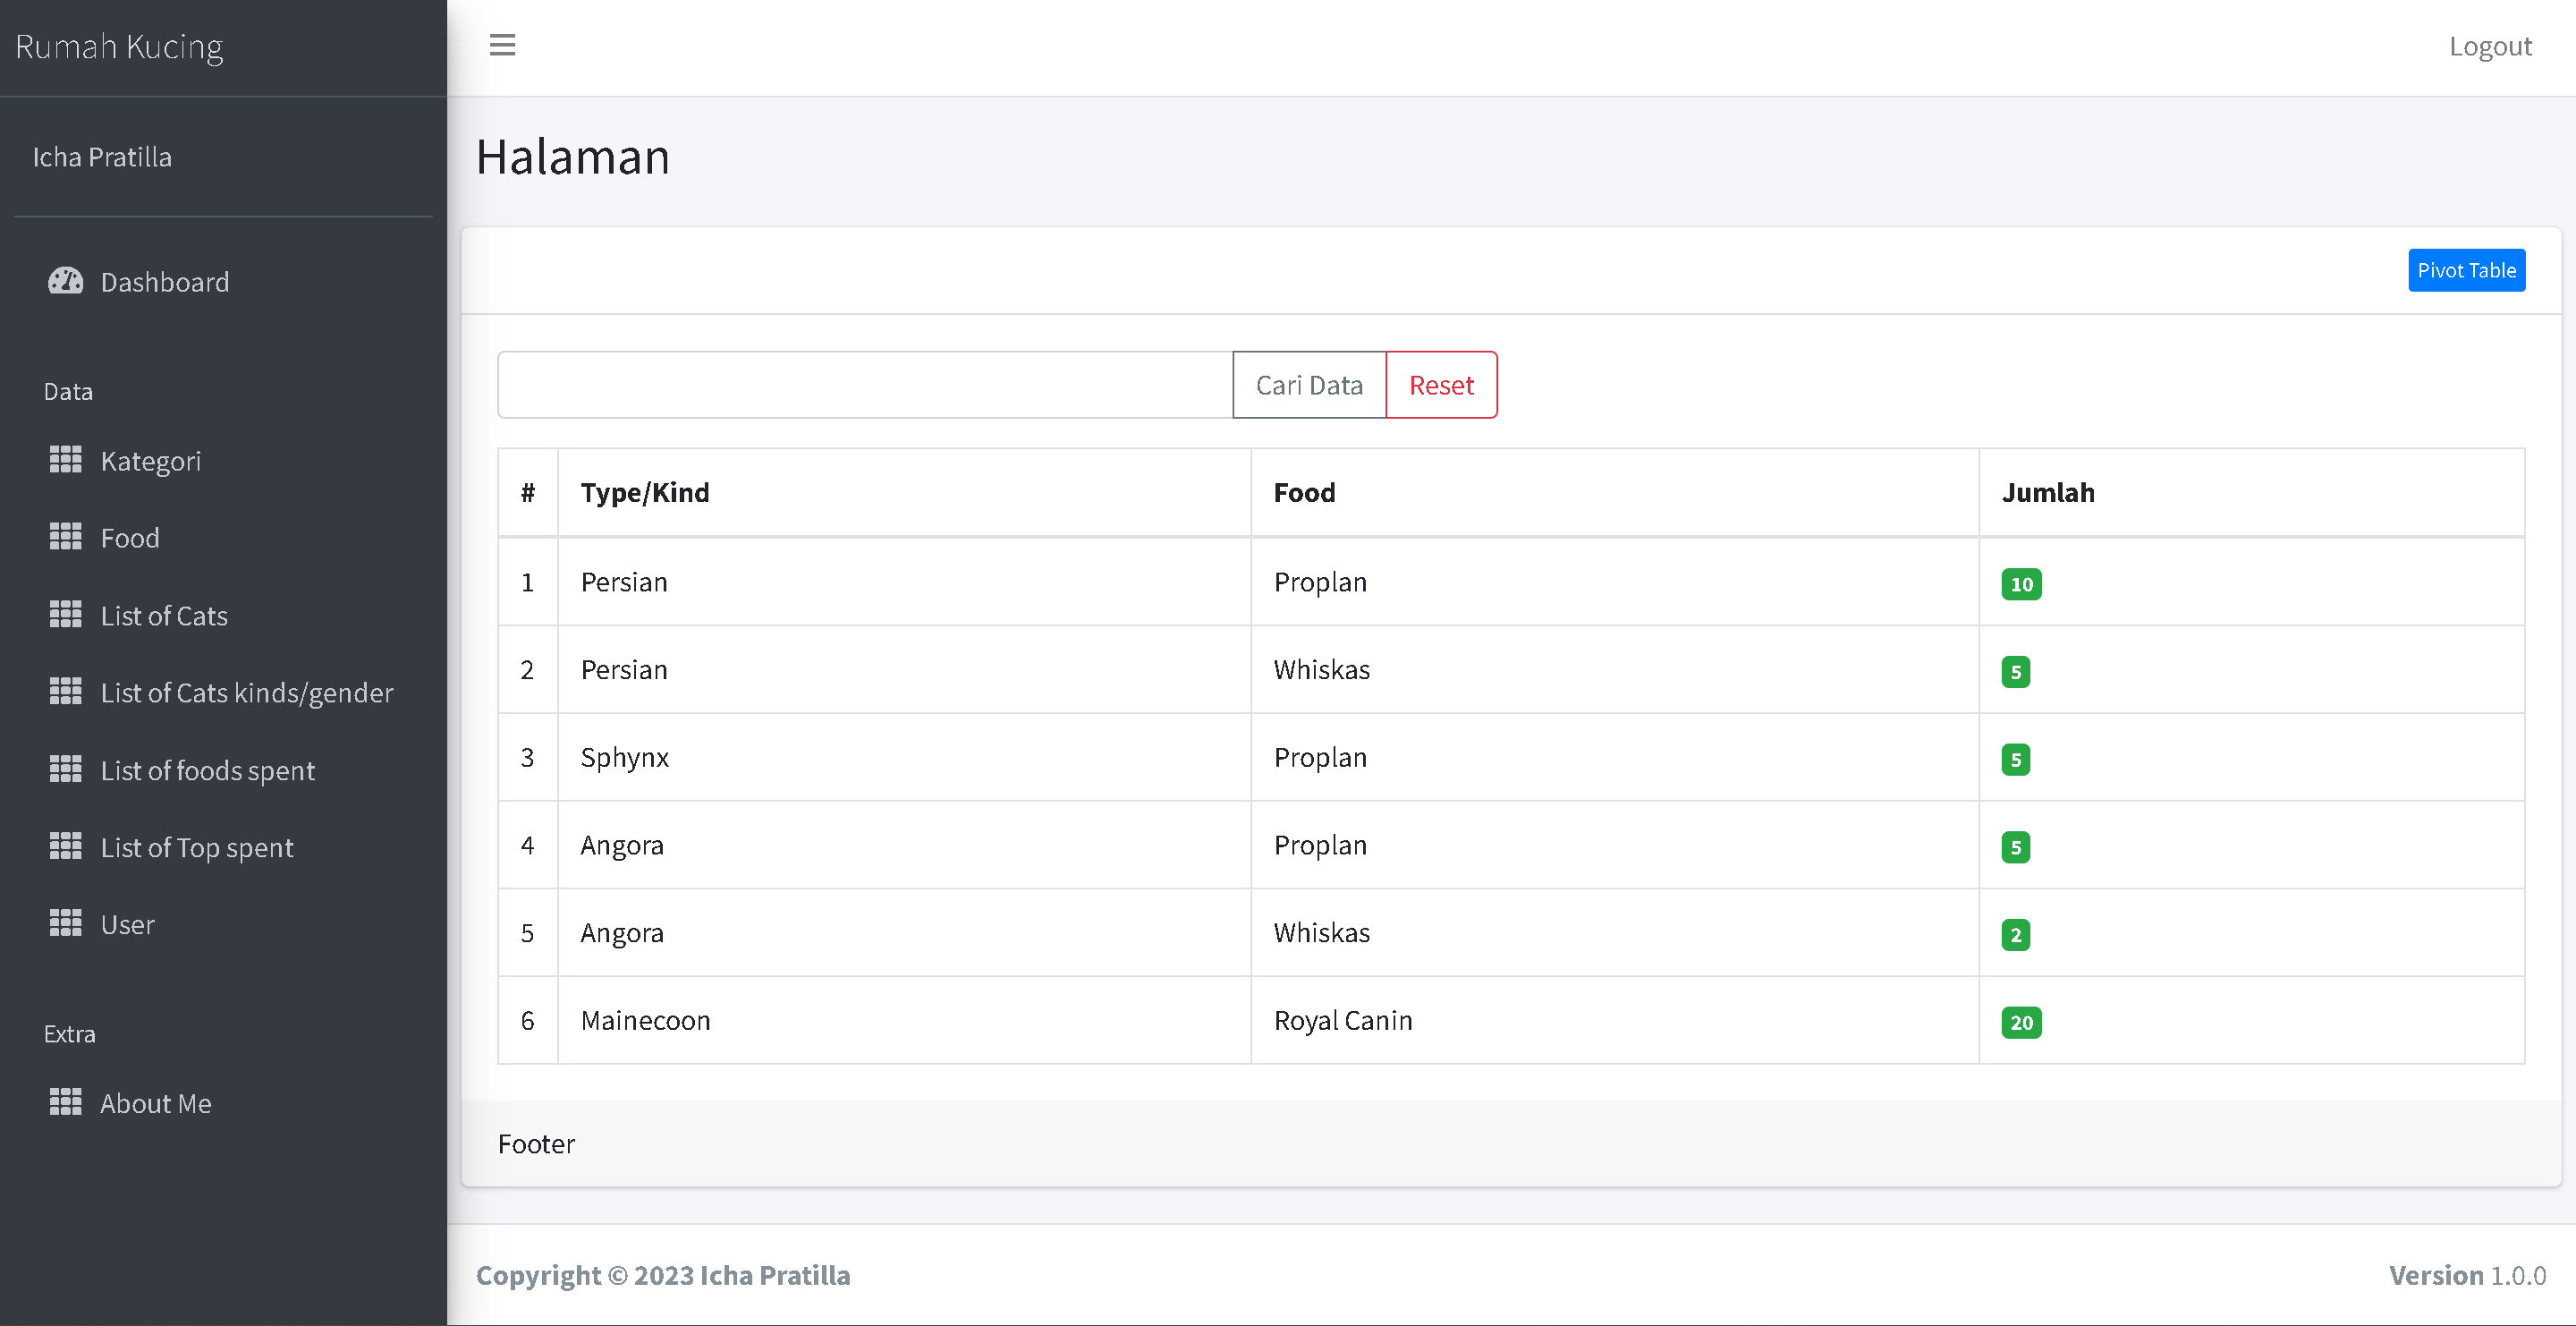 Rumah Kucing
Logout
Icha Pratilla
Halaman
Dashboard
Pivot Table
Data
Cari Data Reset
Kategori
Food
List of Cats
List of Cats kinds/gender
List of foods spent
List of Top spent
User
Extra
About Me
# Type/Kind Food Jumlah
1 Persian Proplan 10
2 Persian Whiskas 5
3 Sphynx Proplan 5
4 Angora Proplan 5
5 Angora Whiskas 2
6 Mainecoon Royal Canin 20
Footer
Copyright © 2023 Icha Pratilla
Version 1.0.0